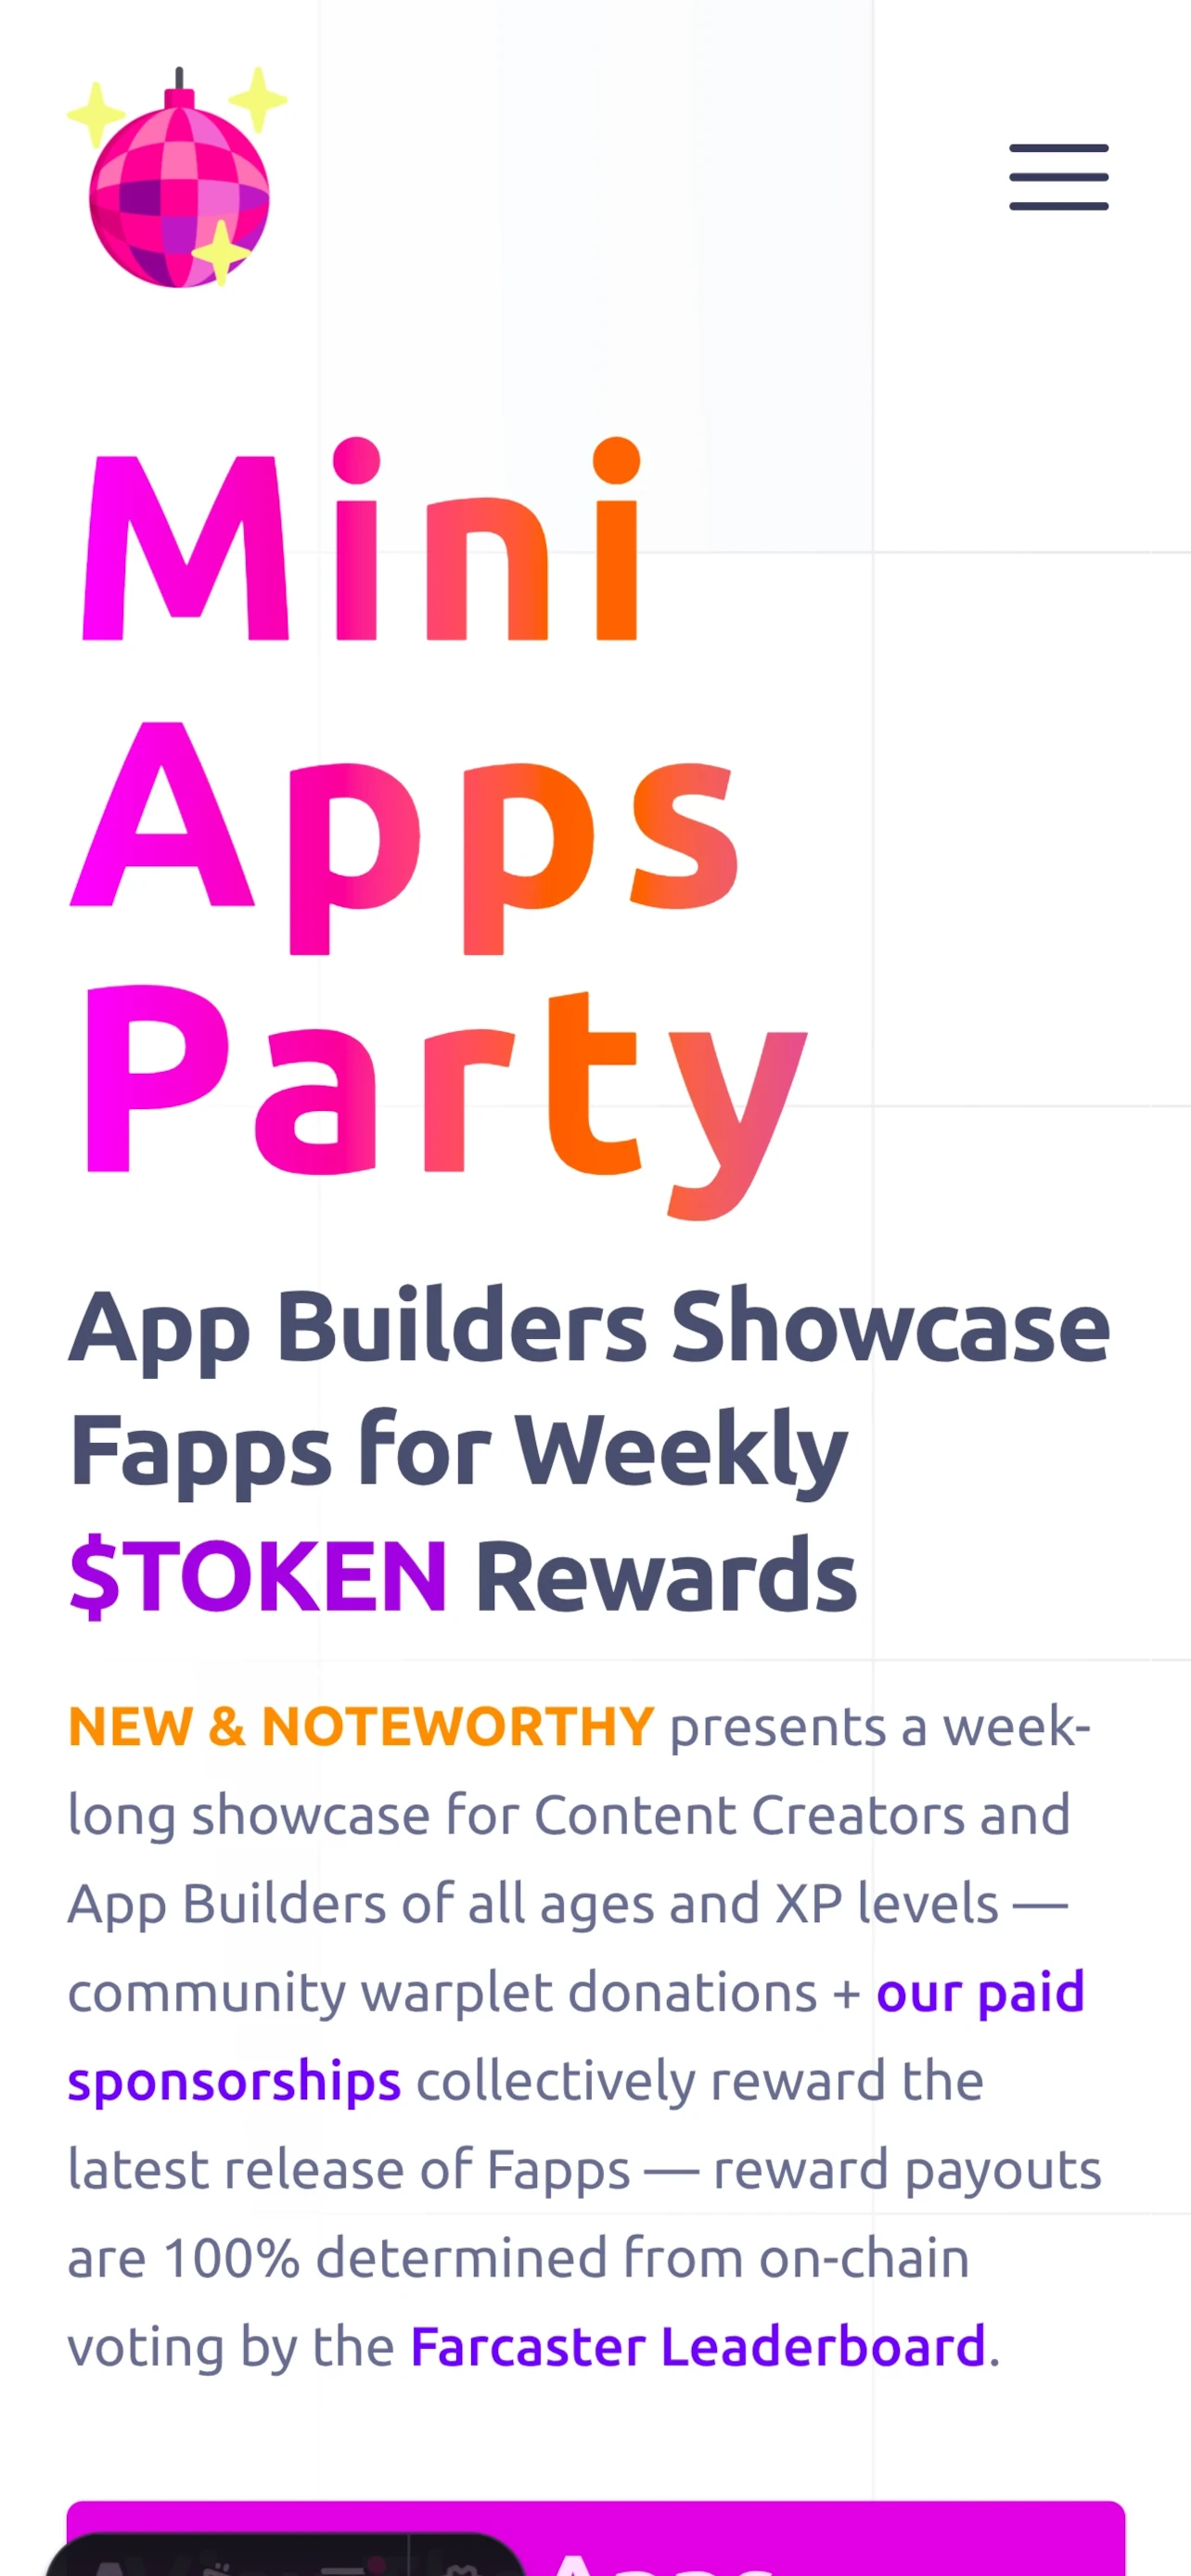 Mini
Apps
Party
App Builders Showcase
Fapps for Weekly
$TOKEN Rewards
NEW & NOTEWORTHY presents a week-
long showcase for Content Creators and
App Builders of all ages and XP levels —
community warplet donations + our paid
sponsorships collectively reward the
latest release of Fapps — reward payouts
are 100% determined from on-chain
voting by the Farcaster Leaderboard.